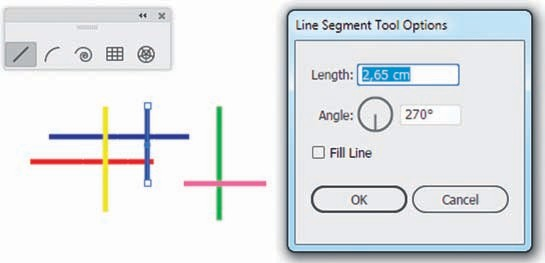 Line Segment Tool Options
Length: 2,65 cm
Angle: 270°
Fill Line
OK Cancel